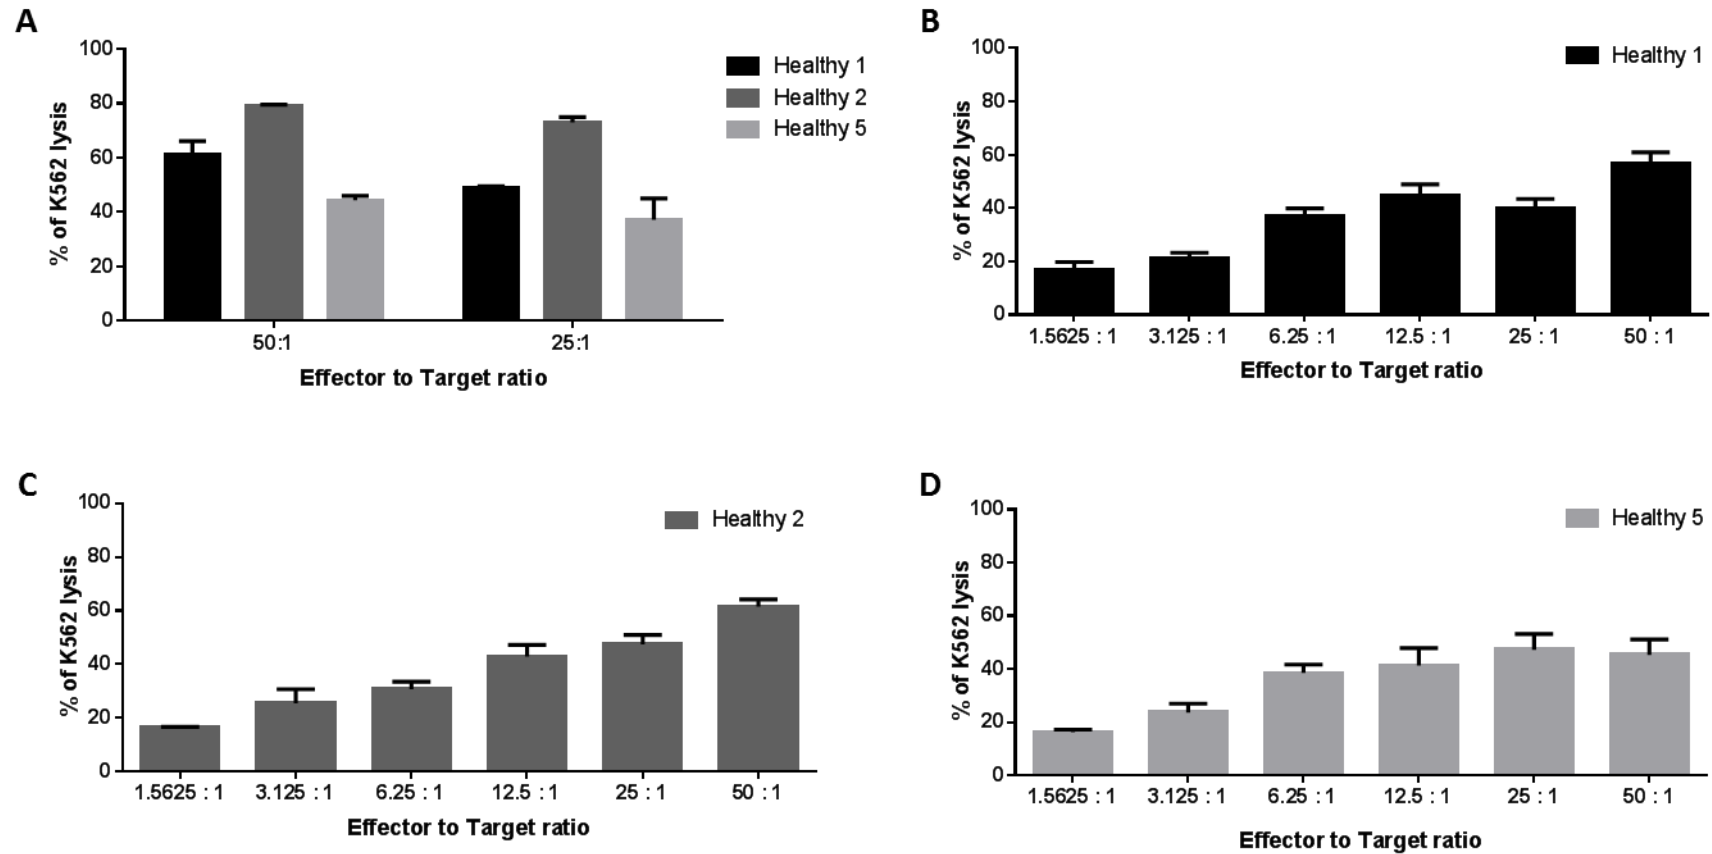 A
100
80
60
40
20
0
% of K562 lysis
50:1
25:1
Effector to Target ratio
Healthy 1
Healthy 2
Healthy 5
B
100
80
60
40
20
0
% of K562 lysis
1.5625 : 1
3.125 : 1
6.25 : 1
12.5 : 1
25 : 1
50 : 1
Effector to Target ratio
Healthy 1
C
100
80
60
40
20
0
% of K562 lysis
1.5625 : 1
3.125 : 1
6.25 : 1
12.5 : 1
25 : 1
50 : 1
Effector to Target ratio
Healthy 2
D
100
80
60
40
20
0
% of K562 lysis
1.5625 : 1
3.125 : 1
6.25 : 1
12.5 : 1
25 : 1
50 : 1
Effector to Target ratio
Healthy 5